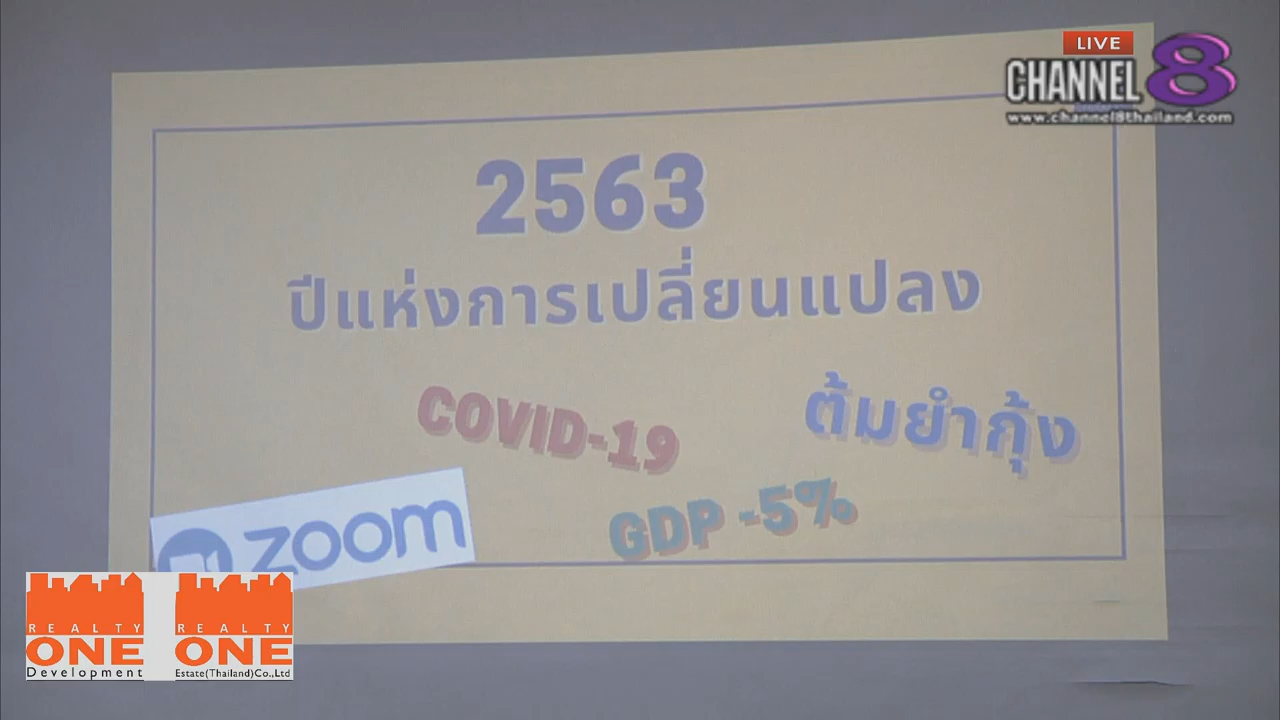 LIVE
CHANNEL 8
www.channel8thailand.com
2563
ปีแห่งการเปลี่ยนแปลง
COVID-19
ต้มยำกุ้ง
GDP -5%
zoom
REALTY
ONE
Development
REALTY
ONE
Estate(Thailand)Co.,Ltd